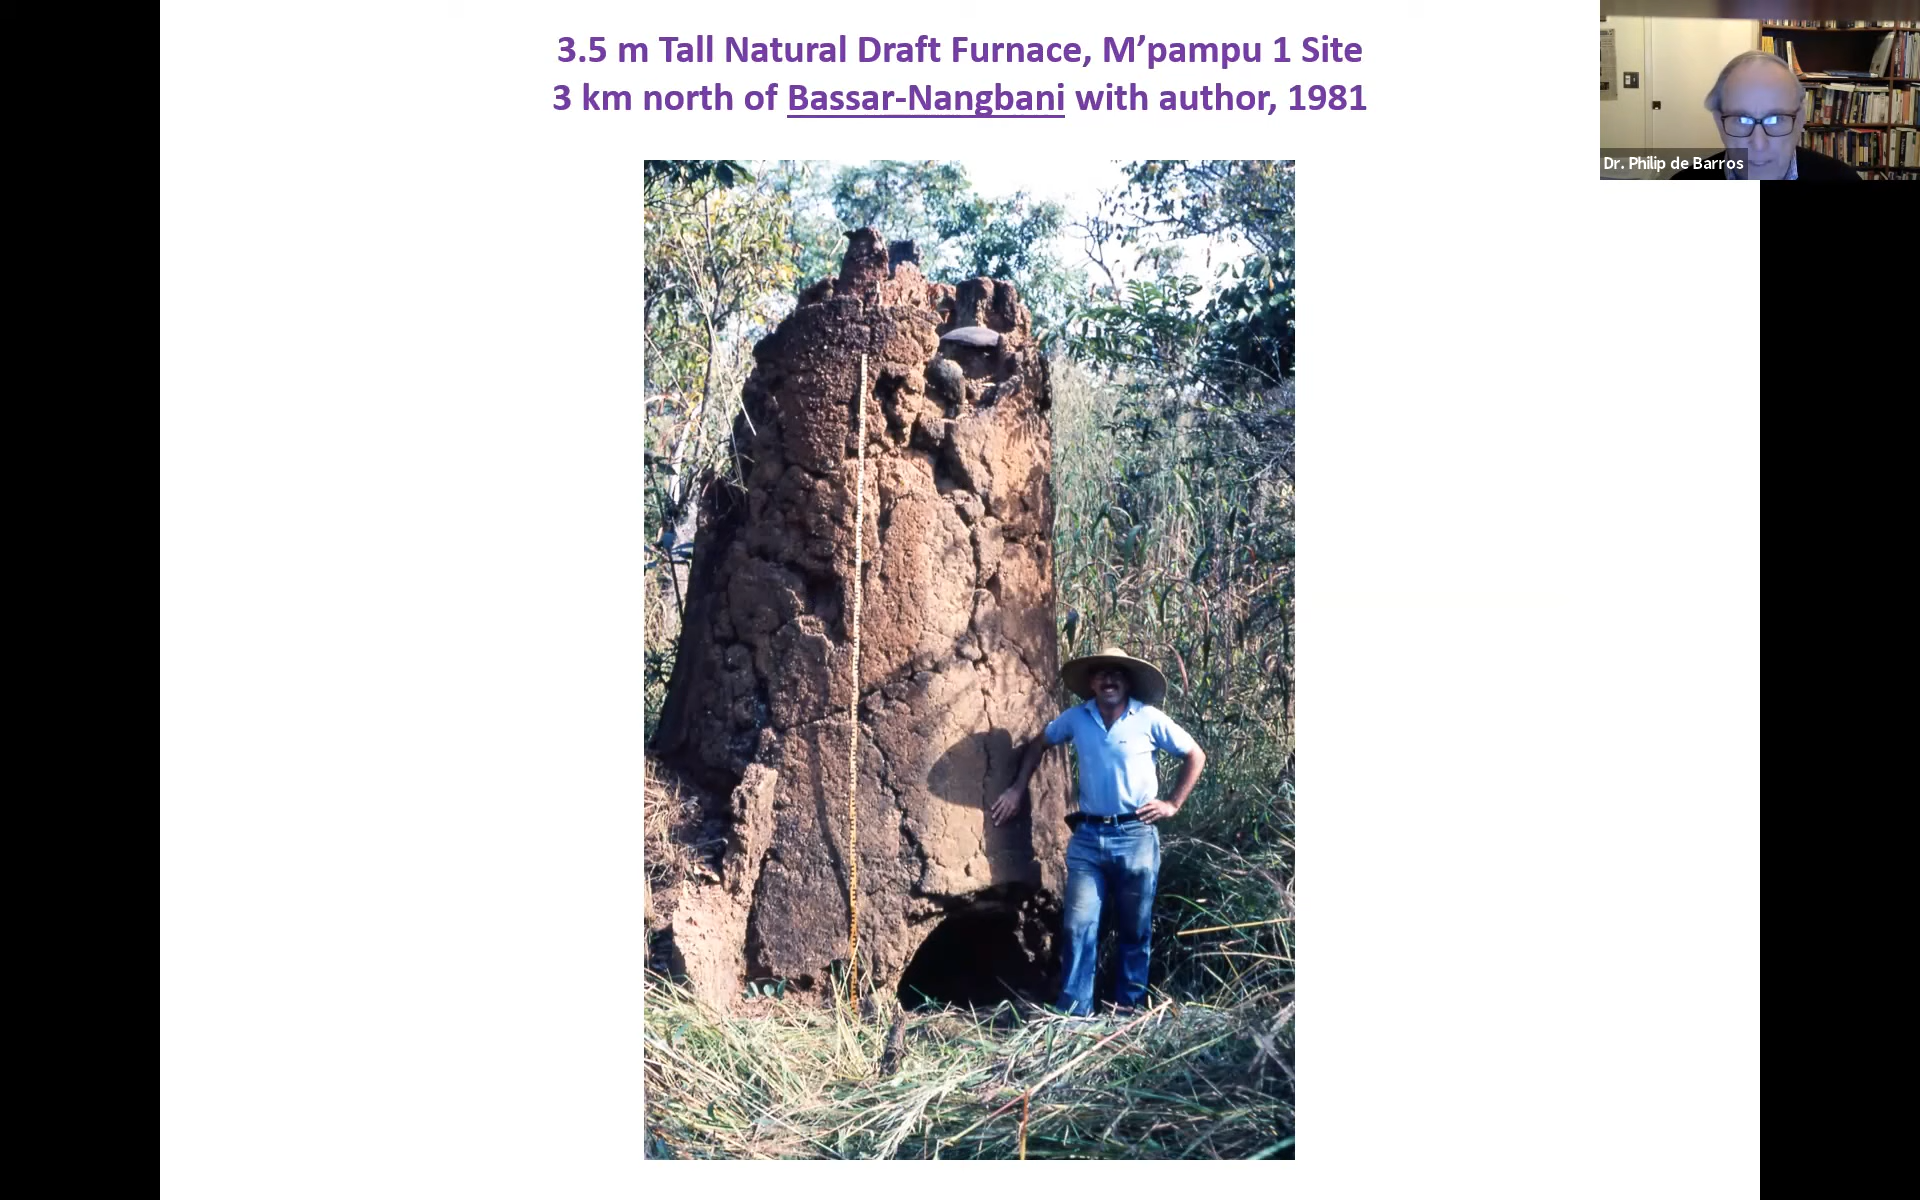 3.5 m Tall Natural Draft Furnace, M’pampu 1 Site
3 km north of Bassar-Nangbani with author, 1981
Dr. Philip de Barros